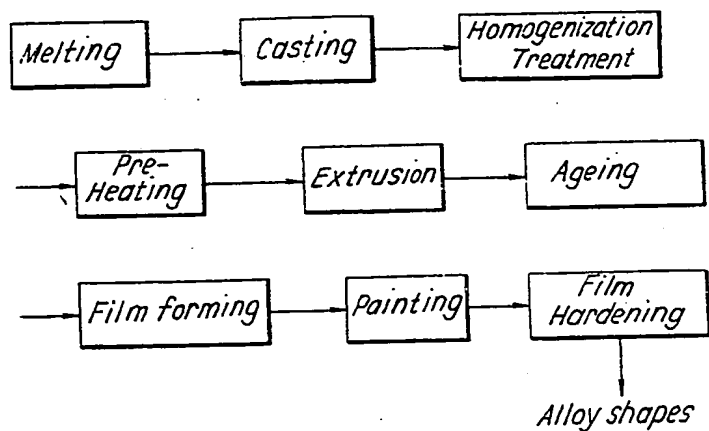 Melting
Casting
Homogenization
Treatment
Pre-
Heating
Extrusion
Ageing
Film forming
Painting
Film
Hardening
Alloy shapes